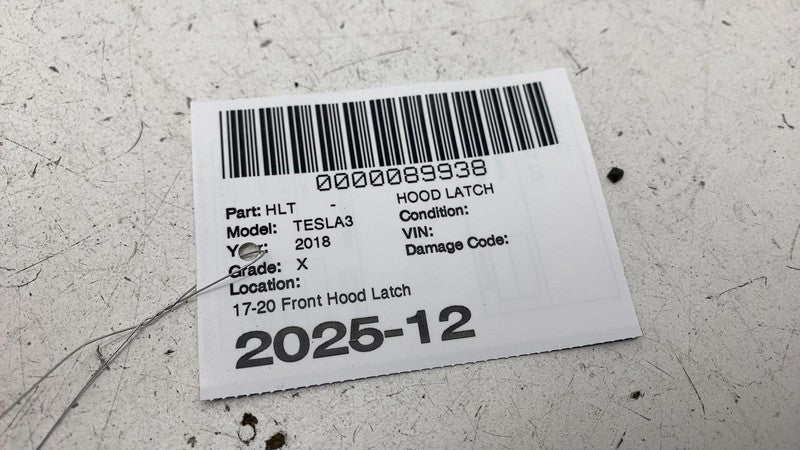 0000089938
Part: HLT - HOOD LATCH
Model: TESLA3 Condition:
Year: 2018 VIN:
Grade: X Damage Code:
Location:
17-20 Front Hood Latch
2025-12